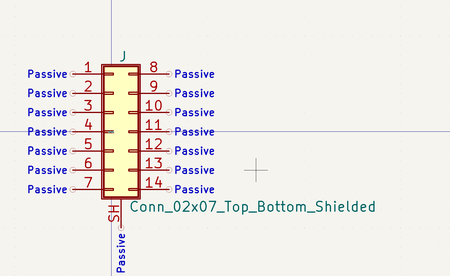 J
Passive 1 8 Passive
Passive 2 9 Passive
Passive 3 10 Passive
Passive 4 11 Passive
Passive 5 12 Passive
Passive 6 13 Passive
Passive 7 14 Passive
SH
Conn_02x07_Top_Bottom_Shielded
Passive